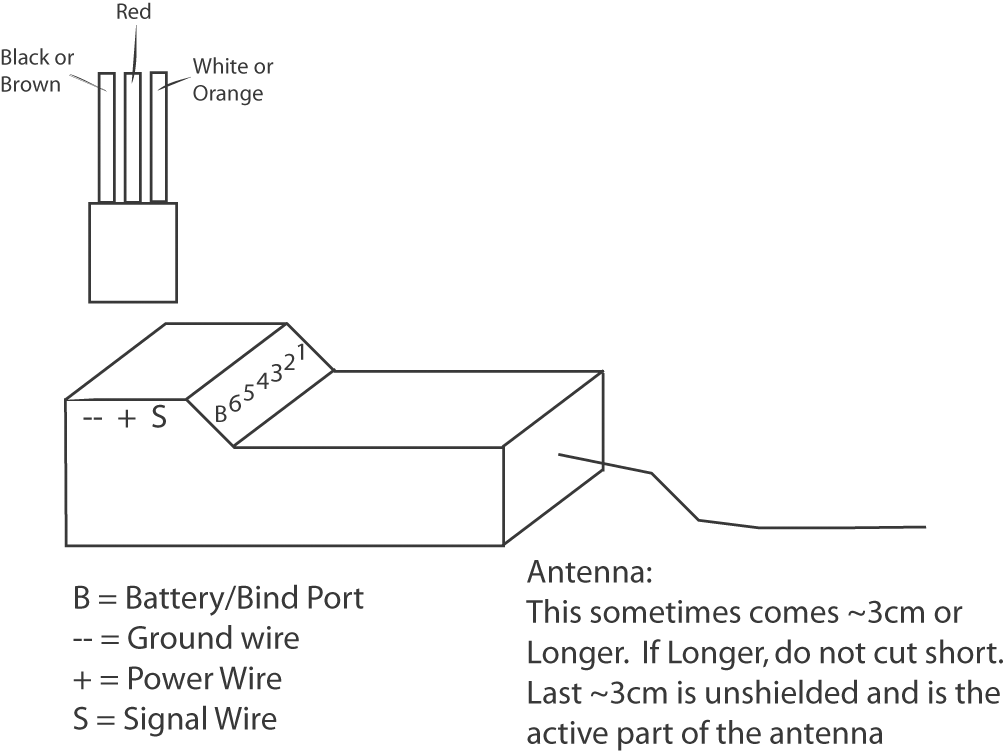 Red
Black or
Brown
White or
Orange
-- + S
B654321
B = Battery/Bind Port
-- = Ground wire
+ = Power Wire
S = Signal Wire
Antenna:
This sometimes comes ~3cm or
Longer. If Longer, do not cut short.
Last ~3cm is unshielded and is the
active part of the antenna